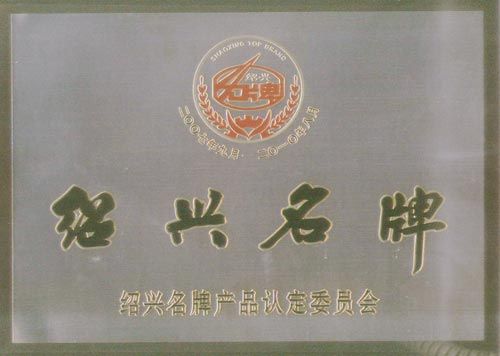 SHAOXING TOP BRAND
绍兴
名牌
二〇〇七年九月-二〇一〇年八月
绍兴名牌
绍兴名牌产品认定委员会